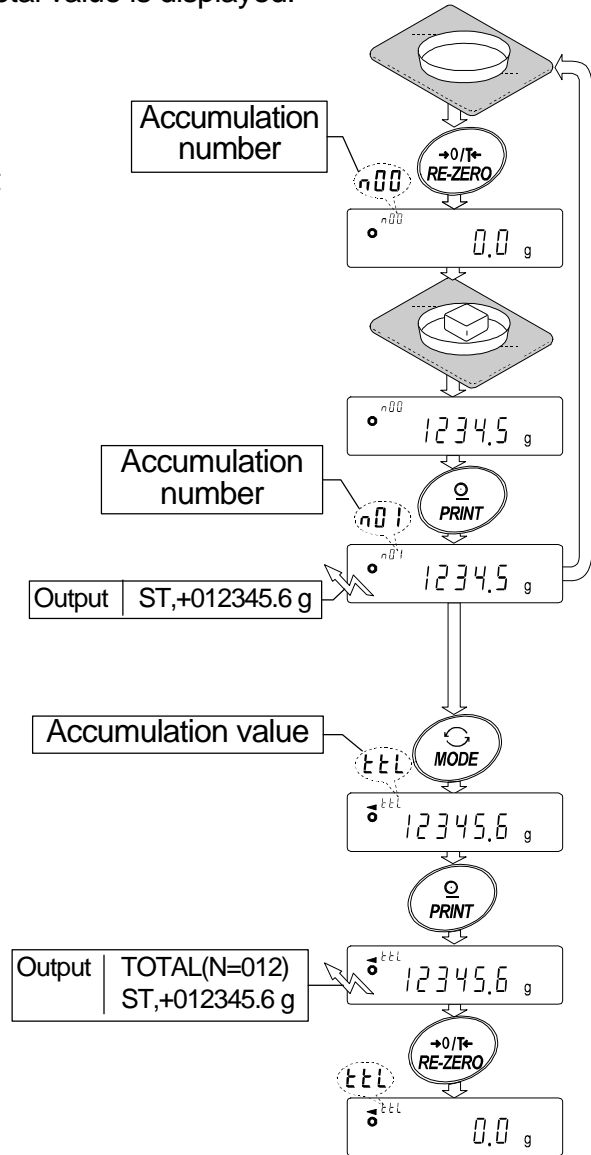 total value is displayed.
Accumulation
number
→0/T←
RE-ZERO
n00
n00
0.0 g
n00
1234.5 g
Accumulation
number
PRINT
n01
n01
1234.5 g
Output ST,+012345.6 g
Accumulation value
MODE
ttL
ttL
12345.6 g
PRINT
Output TOTAL(N=012)
ST,+012345.6 g
ttL
12345.6 g
→0/T←
RE-ZERO
ttL
ttL
0.0 g